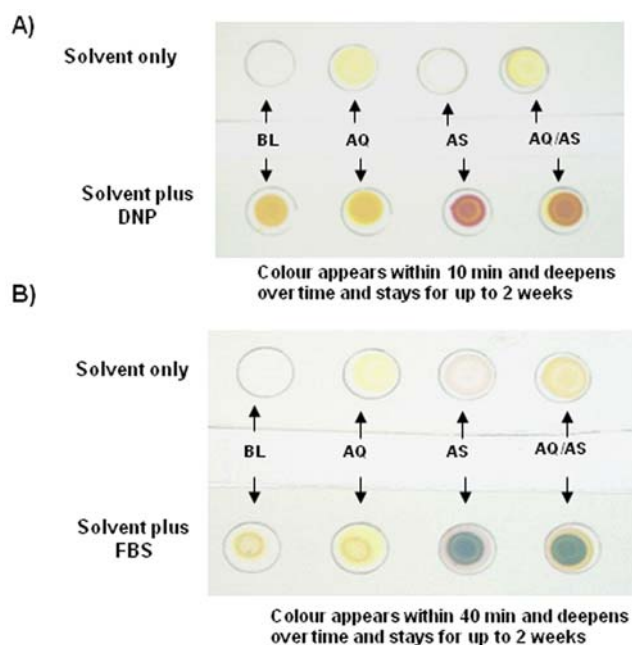 A)
Solvent only
BL AQ AS AQ/AS
Solvent plus
DNP
Colour appears within 10 min and deepens
over time and stays for up to 2 weeks
B)
Solvent only
BL AQ AS AQ/AS
Solvent plus
FBS
Colour appears within 40 min and deepens
over time and stays for up to 2 weeks